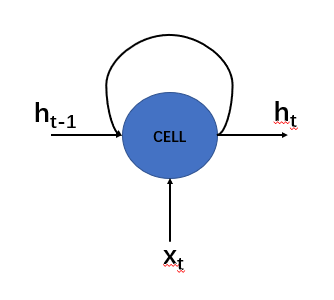 h_{t-1}
h_t
CELL
x_t